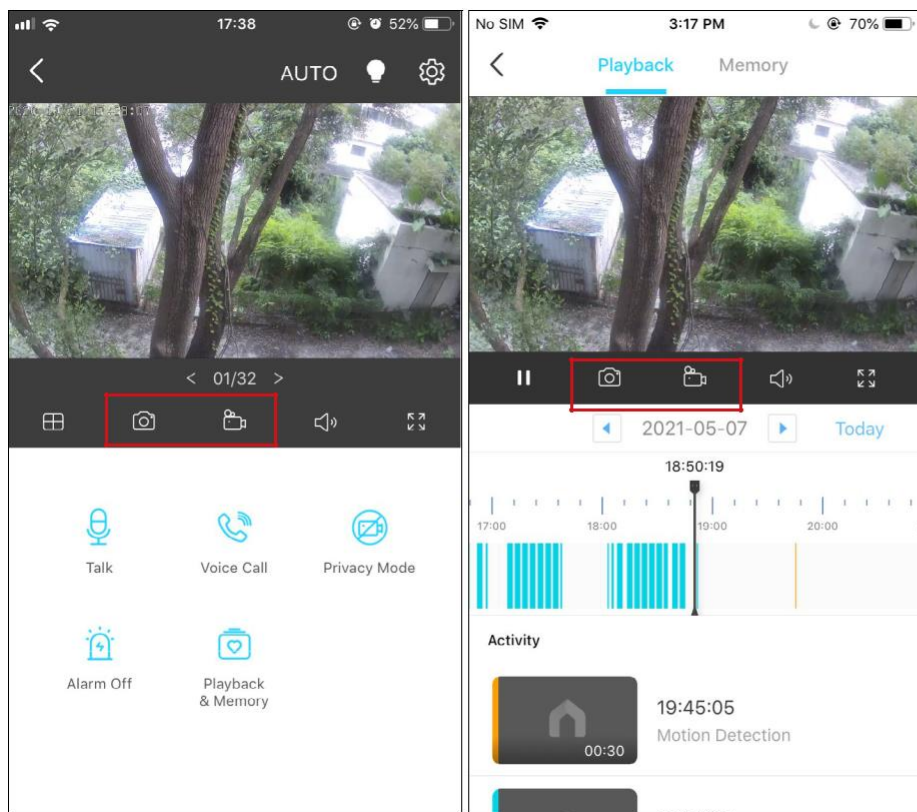 17:38
52%
AUTO
< 01/32 >
Talk
Voice Call
Privacy Mode
Alarm Off
Playback
& Memory
No SIM
3:17 PM
70%
Playback
Memory
2021-05-07
Today
18:50:19
17:00
18:00
19:00
20:00
Activity
19:45:05
Motion Detection
00:30